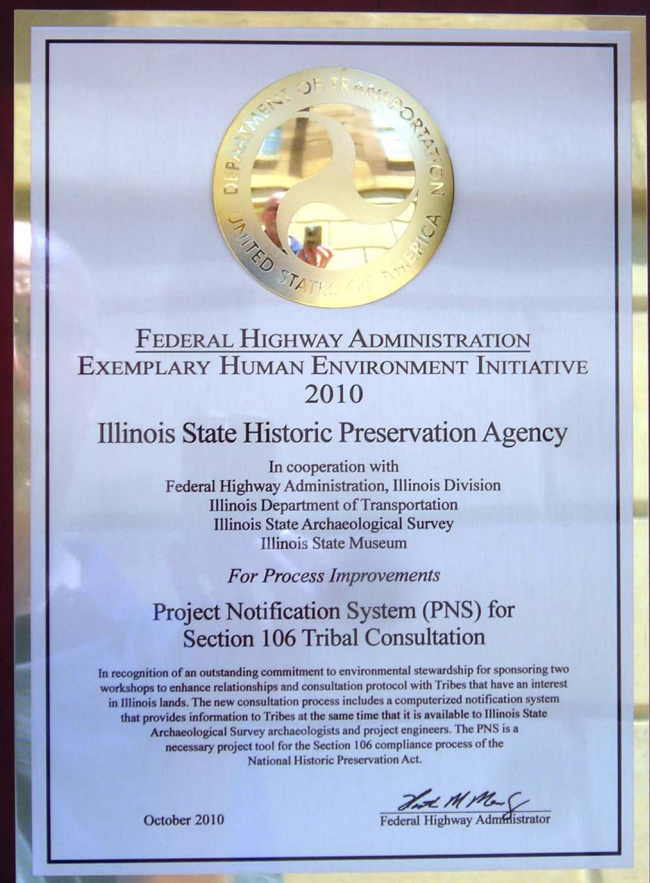 DEPARTMENT OF TRANSPORTATION
UNITED STATES OF AMERICA
FEDERAL HIGHWAY ADMINISTRATION
EXEMPLARY HUMAN ENVIRONMENT INITIATIVE
2010
Illinois State Historic Preservation Agency
In cooperation with
Federal Highway Administration, Illinois Division
Illinois Department of Transportation
Illinois State Archaeological Survey
Illinois State Museum
For Process Improvements
Project Notification System (PNS) for
Section 106 Tribal Consultation
In recognition of an outstanding commitment to environmental stewardship for sponsoring two
workshops to enhance relationships and consultation protocol with Tribes that have an interest
in Illinois lands. The new consultation process includes a computerized notification system
that provides information to Tribes at the same time that it is available to Illinois State
Archaeological Survey archaeologists and project engineers. The PNS is a
necessary project tool for the Section 106 compliance process of the
National Historic Preservation Act.
October 2010
Federal Highway Administrator